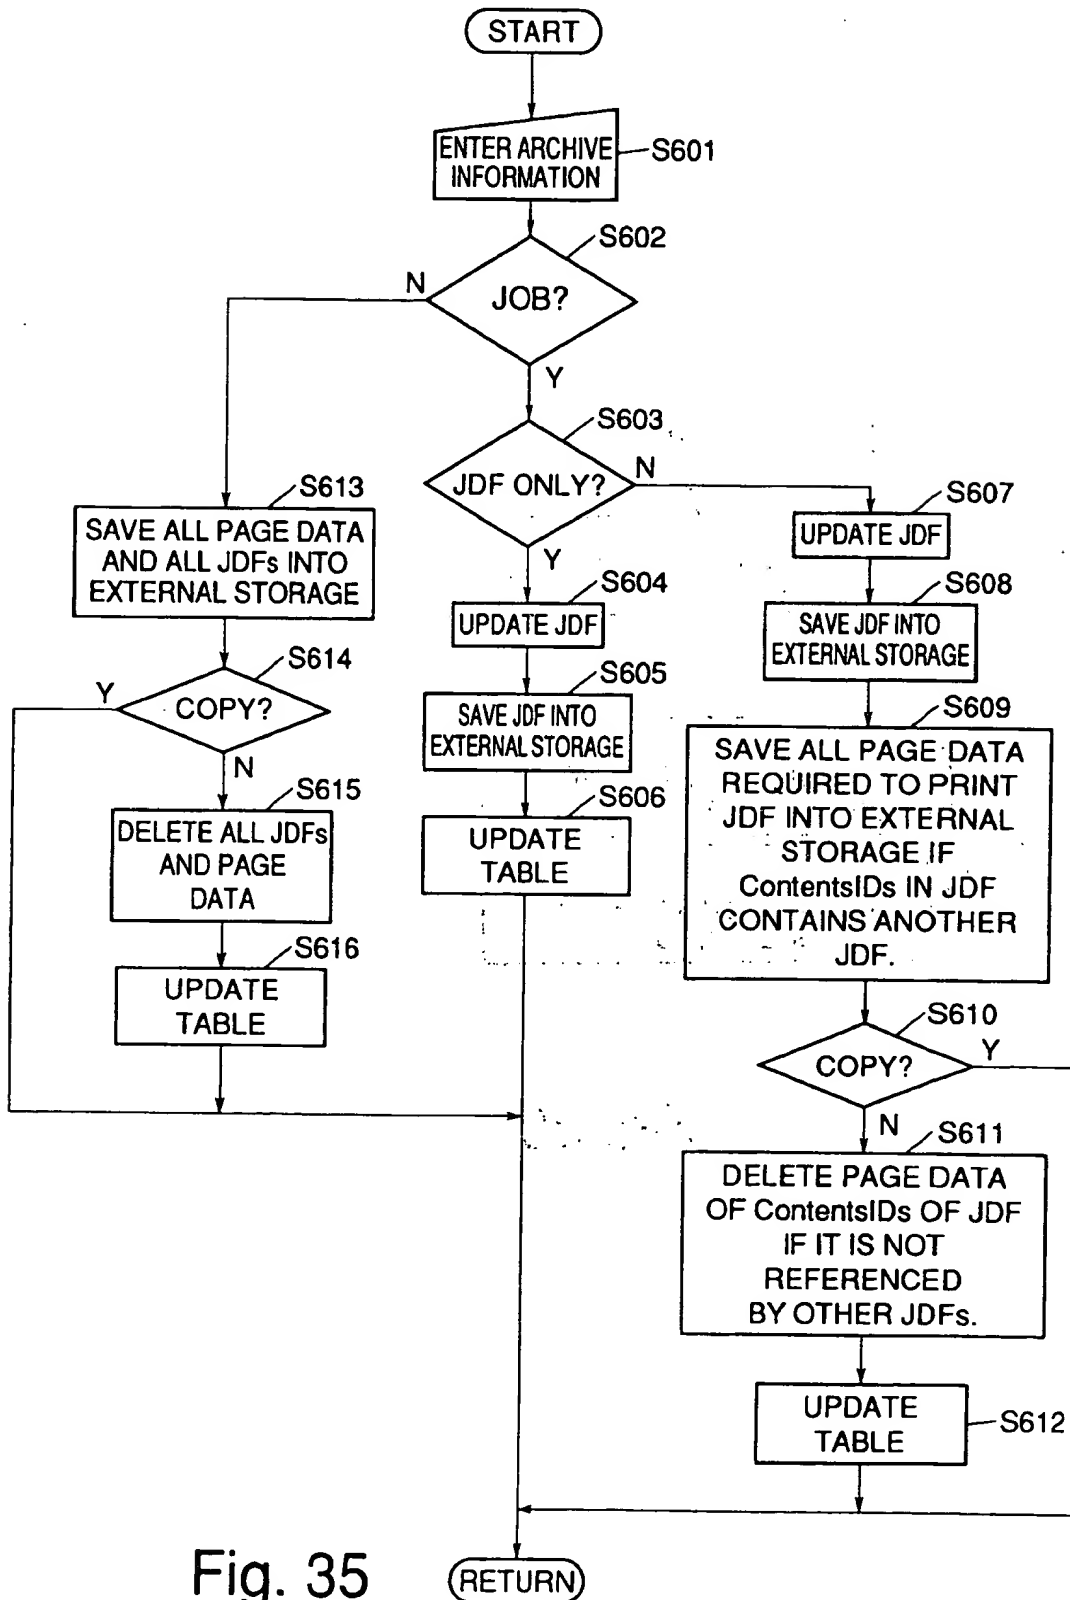 START
ENTER ARCHIVE
INFORMATION
S601
S602
JOB?
N
Y
S603
JDF ONLY?
N
Y
S613
SAVE ALL PAGE DATA
AND ALL JDFs INTO
EXTERNAL STORAGE
S614
COPY?
Y
N
S615
DELETE ALL JDFs
AND PAGE
DATA
S616
UPDATE
TABLE
S604
UPDATE JDF
S605
SAVE JDF INTO
EXTERNAL STORAGE
S606
UPDATE
TABLE
S607
UPDATE JDF
S608
SAVE JDF INTO
EXTERNAL STORAGE
S609
SAVE ALL PAGE DATA
REQUIRED TO PRINT
JDF INTO EXTERNAL
STORAGE IF
ContentsIDs IN JDF
CONTAINS ANOTHER
JDF.
S610
COPY?
Y
N
S611
DELETE PAGE DATA
OF ContentsIDs OF JDF
IF IT IS NOT
REFERENCED
BY OTHER JDFs.
UPDATE
TABLE
S612
RETURN
Fig. 35